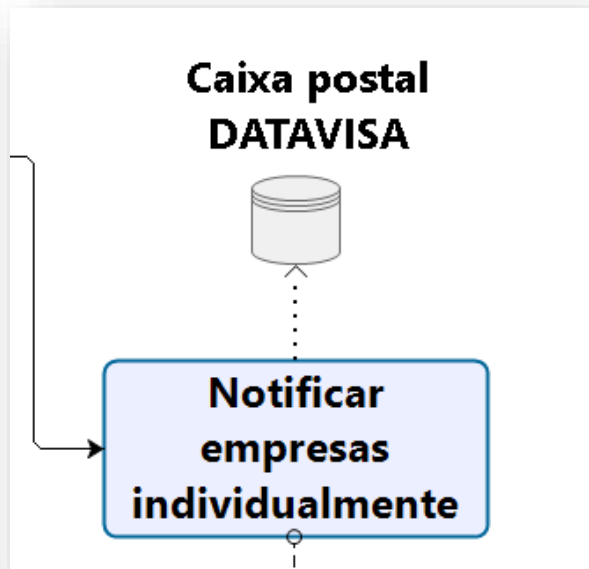 Caixa postal
DATAVISA
Notificar
empresas
individualmente